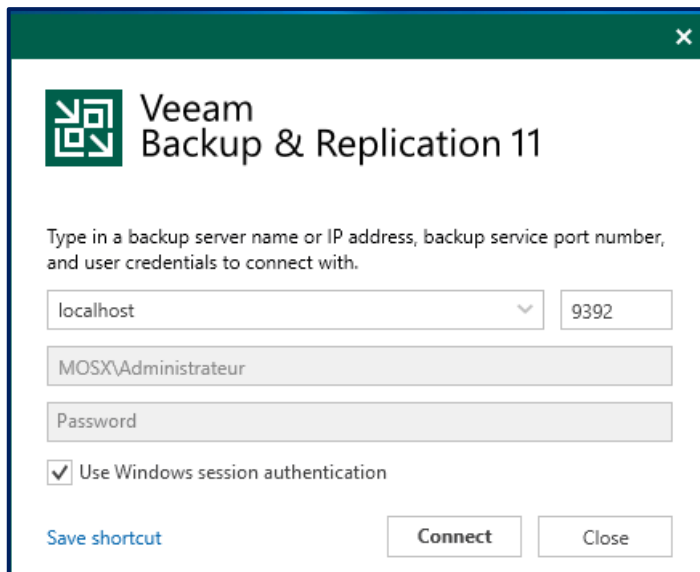 Veeam
Backup & Replication 11
Type in a backup server name or IP address, backup service port number,
and user credentials to connect with.
localhost 9392
MOSX\Administrateur
Password
Use Windows session authentication
Save shortcut Connect Close